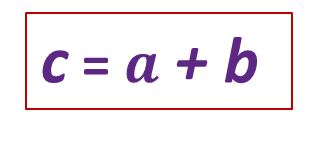 c = a + b